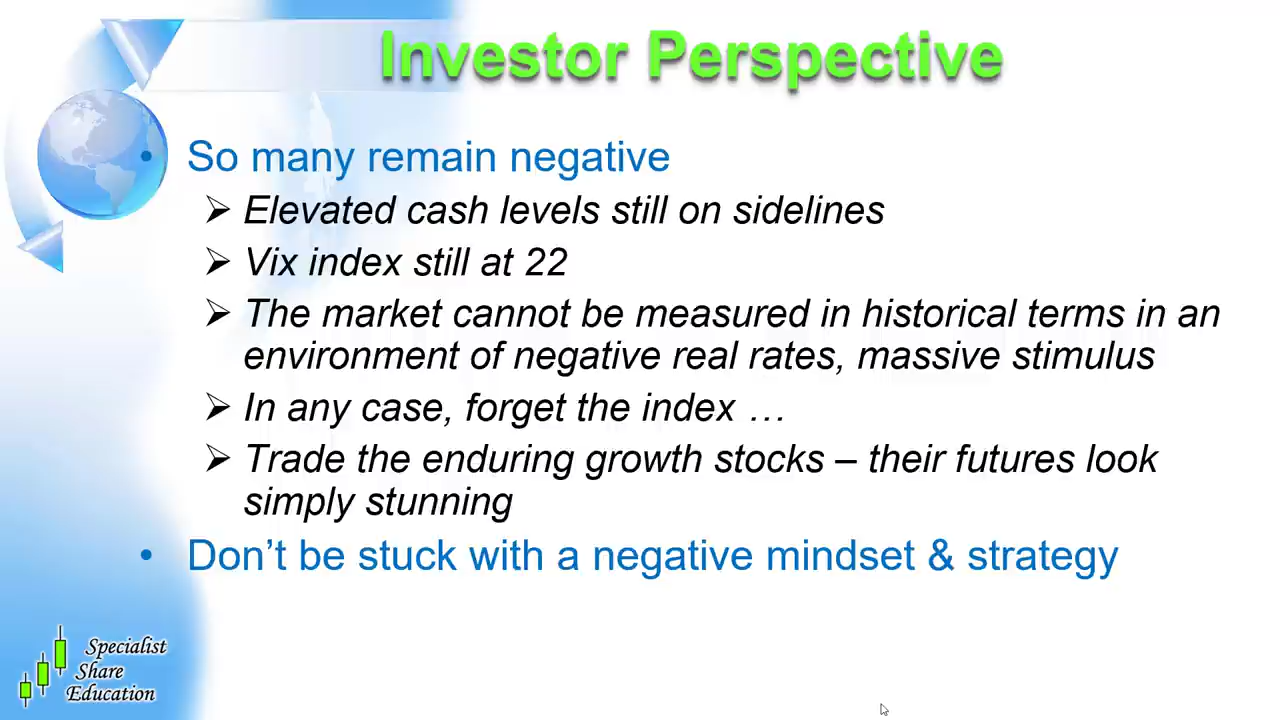 Investor Perspective
• So many remain negative
➢ Elevated cash levels still on sidelines
➢ Vix index still at 22
➢ The market cannot be measured in historical terms in an
environment of negative real rates, massive stimulus
➢ In any case, forget the index …
➢ Trade the enduring growth stocks – their futures look
simply stunning
• Don’t be stuck with a negative mindset & strategy
Specialist
Share
Education